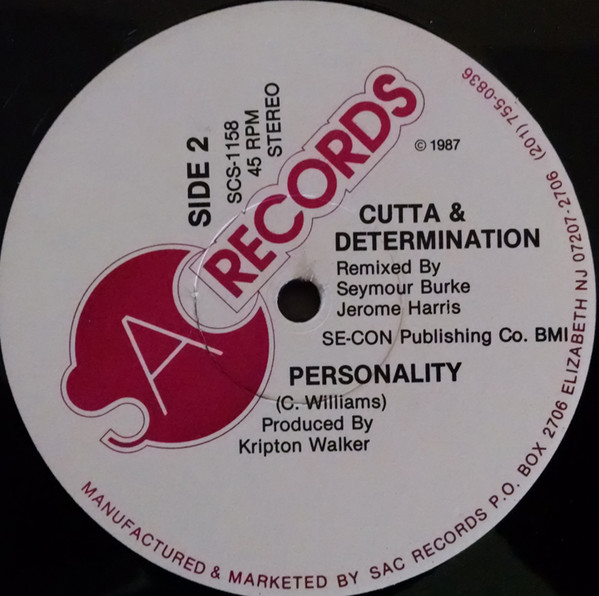 SIDE 2
SCS-1158
45 RPM
STEREO
SAC
RECORDS
© 1987
CUTTA &
DETERMINATION
Remixed By
Seymour Burke
Jerome Harris
SE-CON Publishing Co. BMI
PERSONALITY
(C. Williams)
Produced By
Kripton Walker
MANUFACTURED & MARKETED BY SAC RECORDS P.O. BOX 2706 ELIZABETH NJ 07207-2706 (201) 755-0836